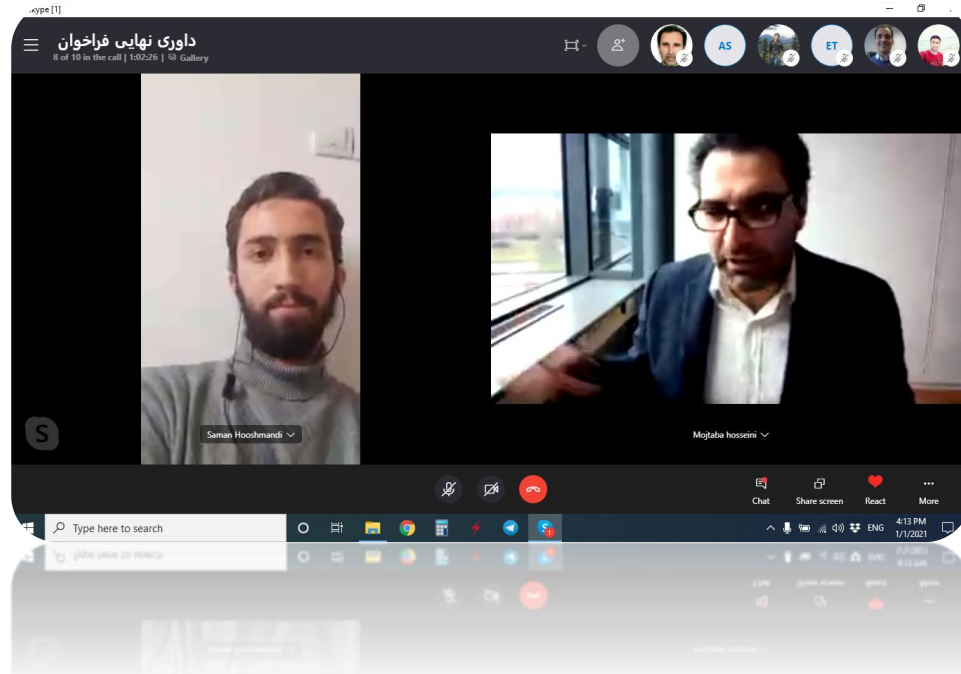 kype [1]
داوری نهایی فراخوان
8 of 10 in the call | 1:02:26 | Gallery
AS
ET
S
Saman Hooshmandi
Mojtaba hosseini
Chat
Share screen
React
More
Type here to search
S
1
ENG
4:13 PM
1/1/2021